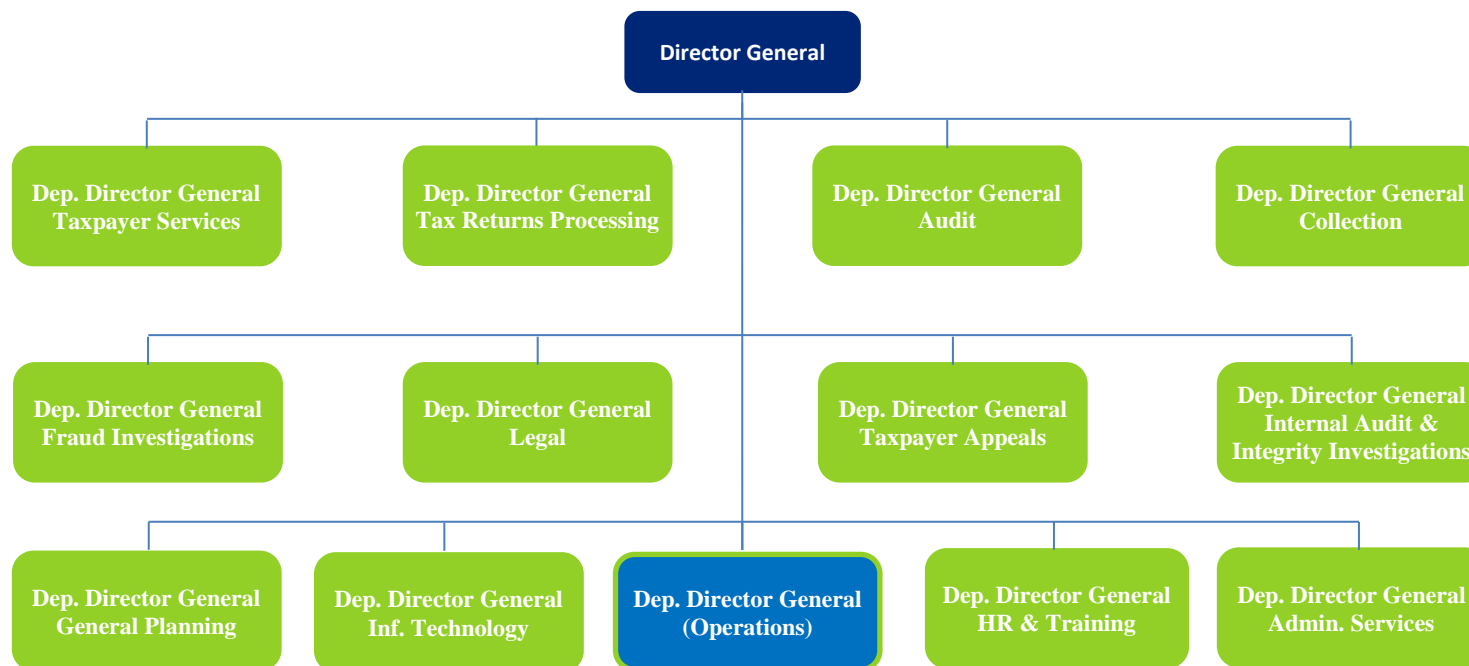 Director General
Dep. Director General
Taxpayer Services
Dep. Director General
Tax Returns Processing
Dep. Director General
Audit
Dep. Director General
Collection
Dep. Director General
Fraud Investigations
Dep. Director General
Legal
Dep. Director General
Taxpayer Appeals
Dep. Director General
Internal Audit &
Integrity Investigations
Dep. Director General
General Planning
Dep. Director General
Inf. Technology
Dep. Director General
(Operations)
Dep. Director General
HR & Training
Dep. Director General
Admin. Services